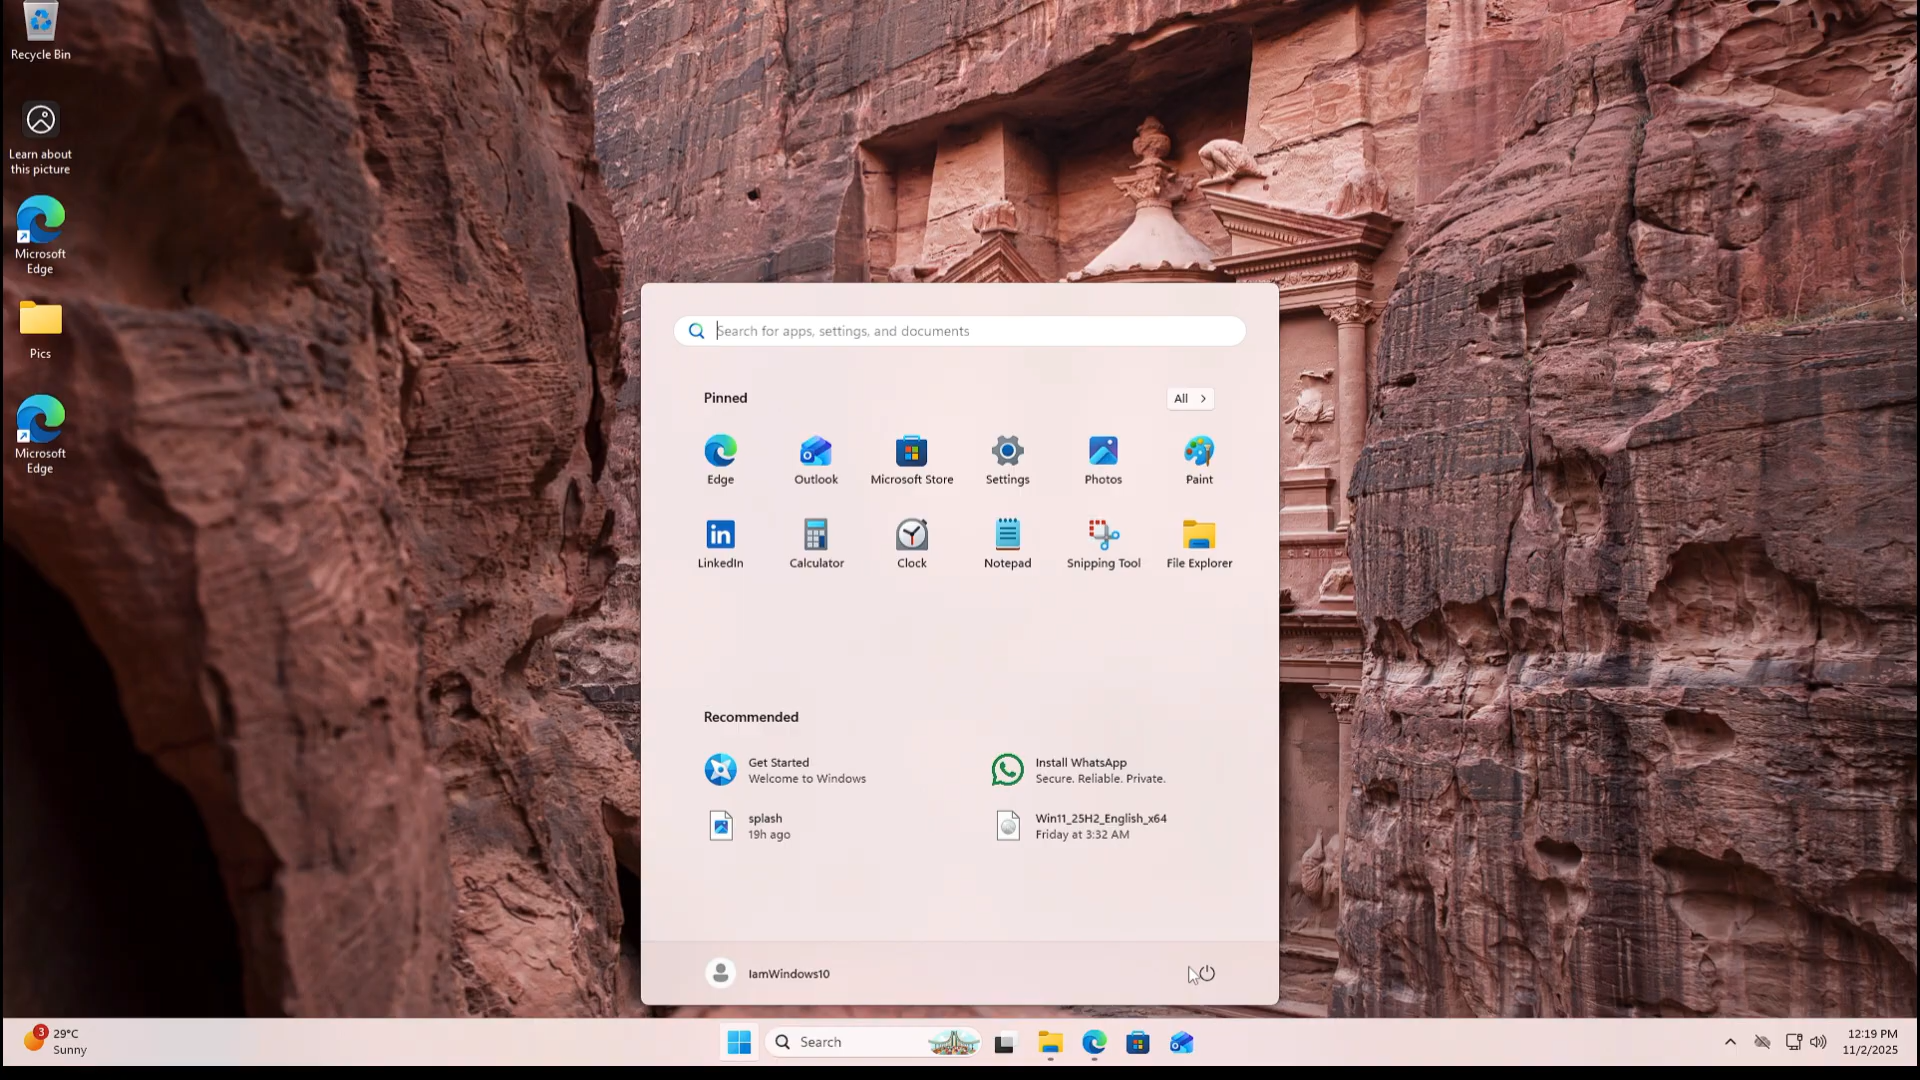 Recycle Bin
Learn about
this picture
Microsoft
Edge
Pics
Microsoft
Edge
Search for apps, settings, and documents
Pinned
All
Edge
Outlook
Microsoft Store
Settings
Photos
Paint
in
LinkedIn
Calculator
Clock
Notepad
Snipping Tool
File Explorer
Recommended
Get Started
Welcome to Windows
Install WhatsApp
Secure. Reliable. Private.
splash
19h ago
Win11_25H2_English_x64
Friday at 3:32 AM
IamWindows10
3
29°C
Sunny
Search
12:19 PM
11/2/2025